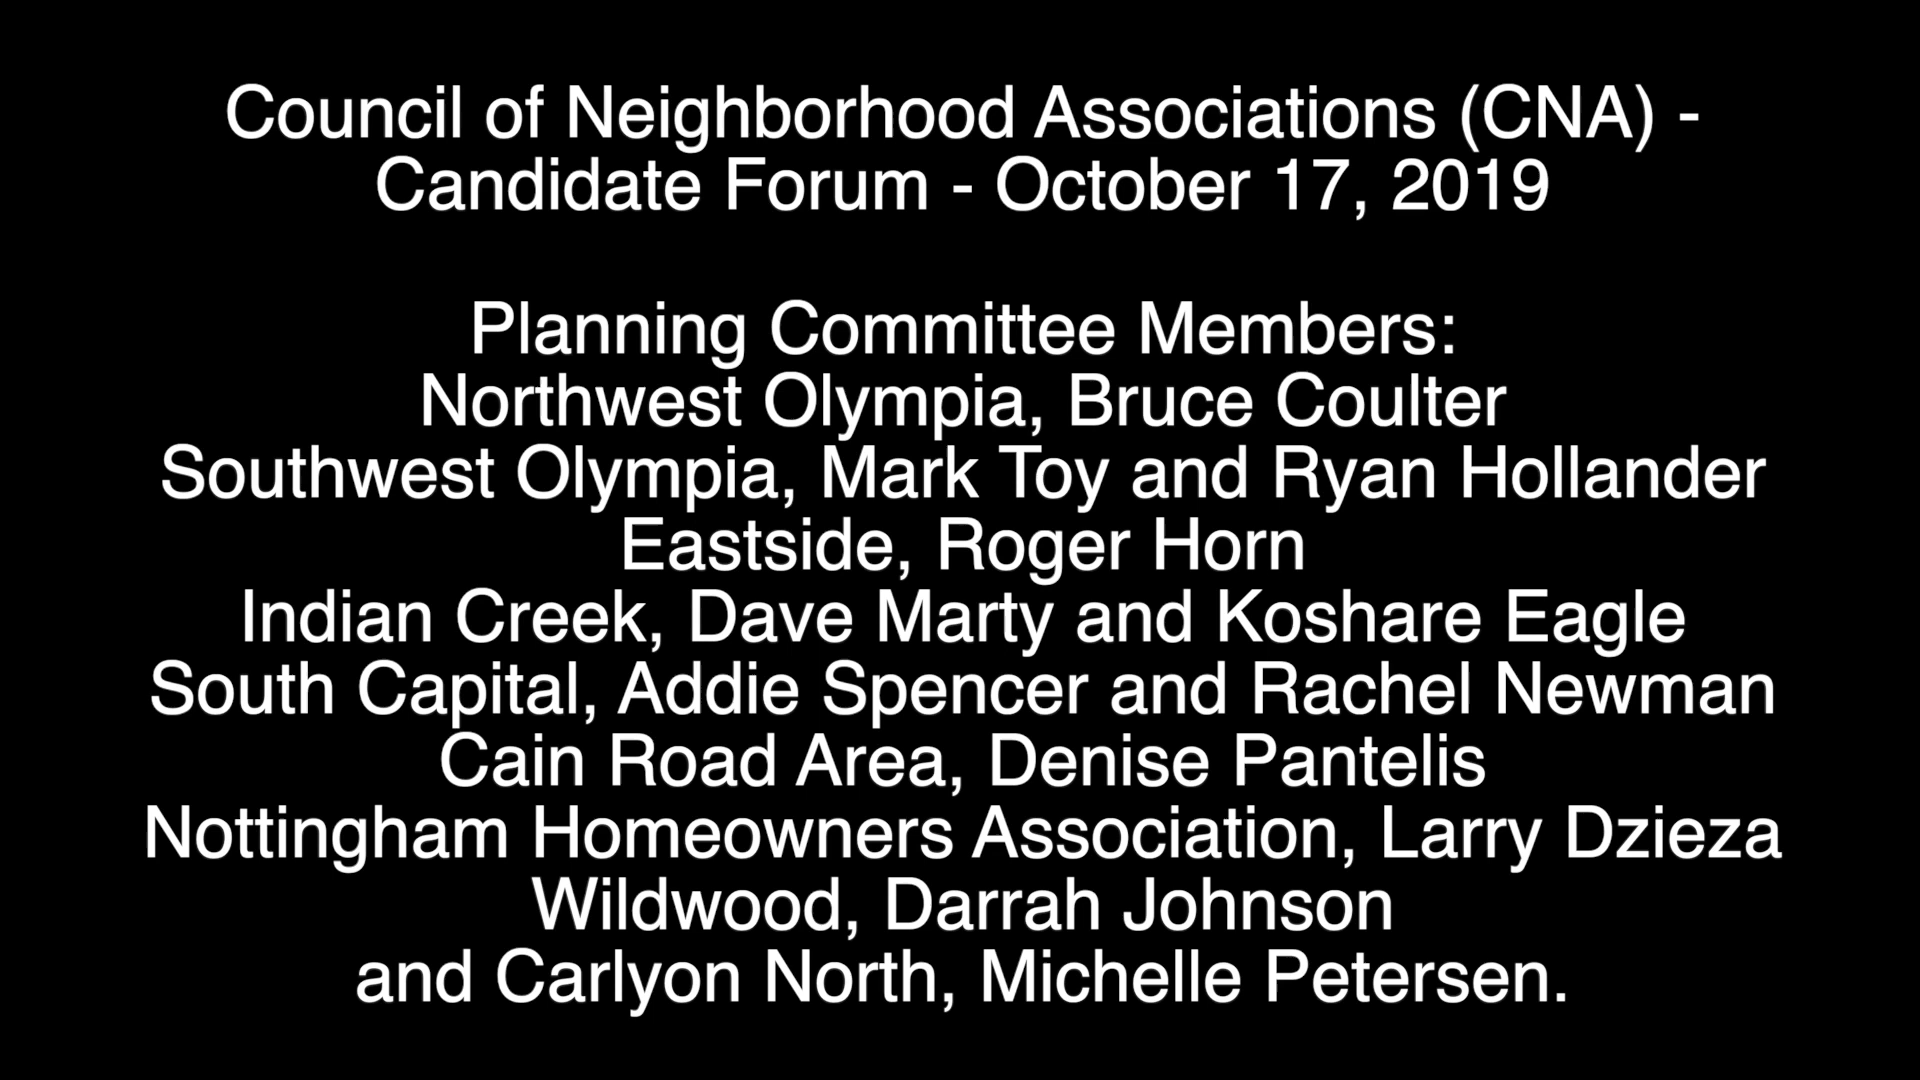 Council of Neighborhood Associations (CNA) -
Candidate Forum - October 17, 2019
Planning Committee Members:
Northwest Olympia, Bruce Coulter
Southwest Olympia, Mark Toy and Ryan Hollander
Eastside, Roger Horn
Indian Creek, Dave Marty and Koshare Eagle
South Capital, Addie Spencer and Rachel Newman
Cain Road Area, Denise Pantelis
Nottingham Homeowners Association, Larry Dzieza
Wildwood, Darrah Johnson
and Carlyon North, Michelle Petersen.